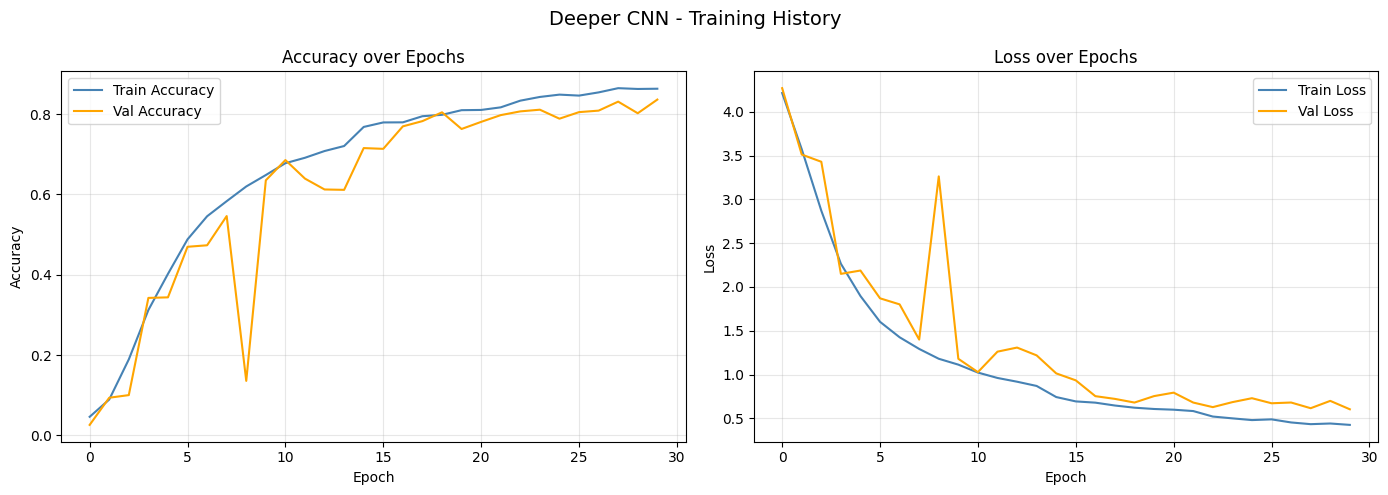 Deeper CNN - Training History
Accuracy over Epochs
Train Accuracy
Val Accuracy
Accuracy
0.8
0.6
0.4
0.2
0.0
0 5 10 15 20 25 30
Epoch
Loss over Epochs
Train Loss
Val Loss
Loss
4.0
3.5
3.0
2.5
2.0
1.5
1.0
0.5
0 5 10 15 20 25 30
Epoch